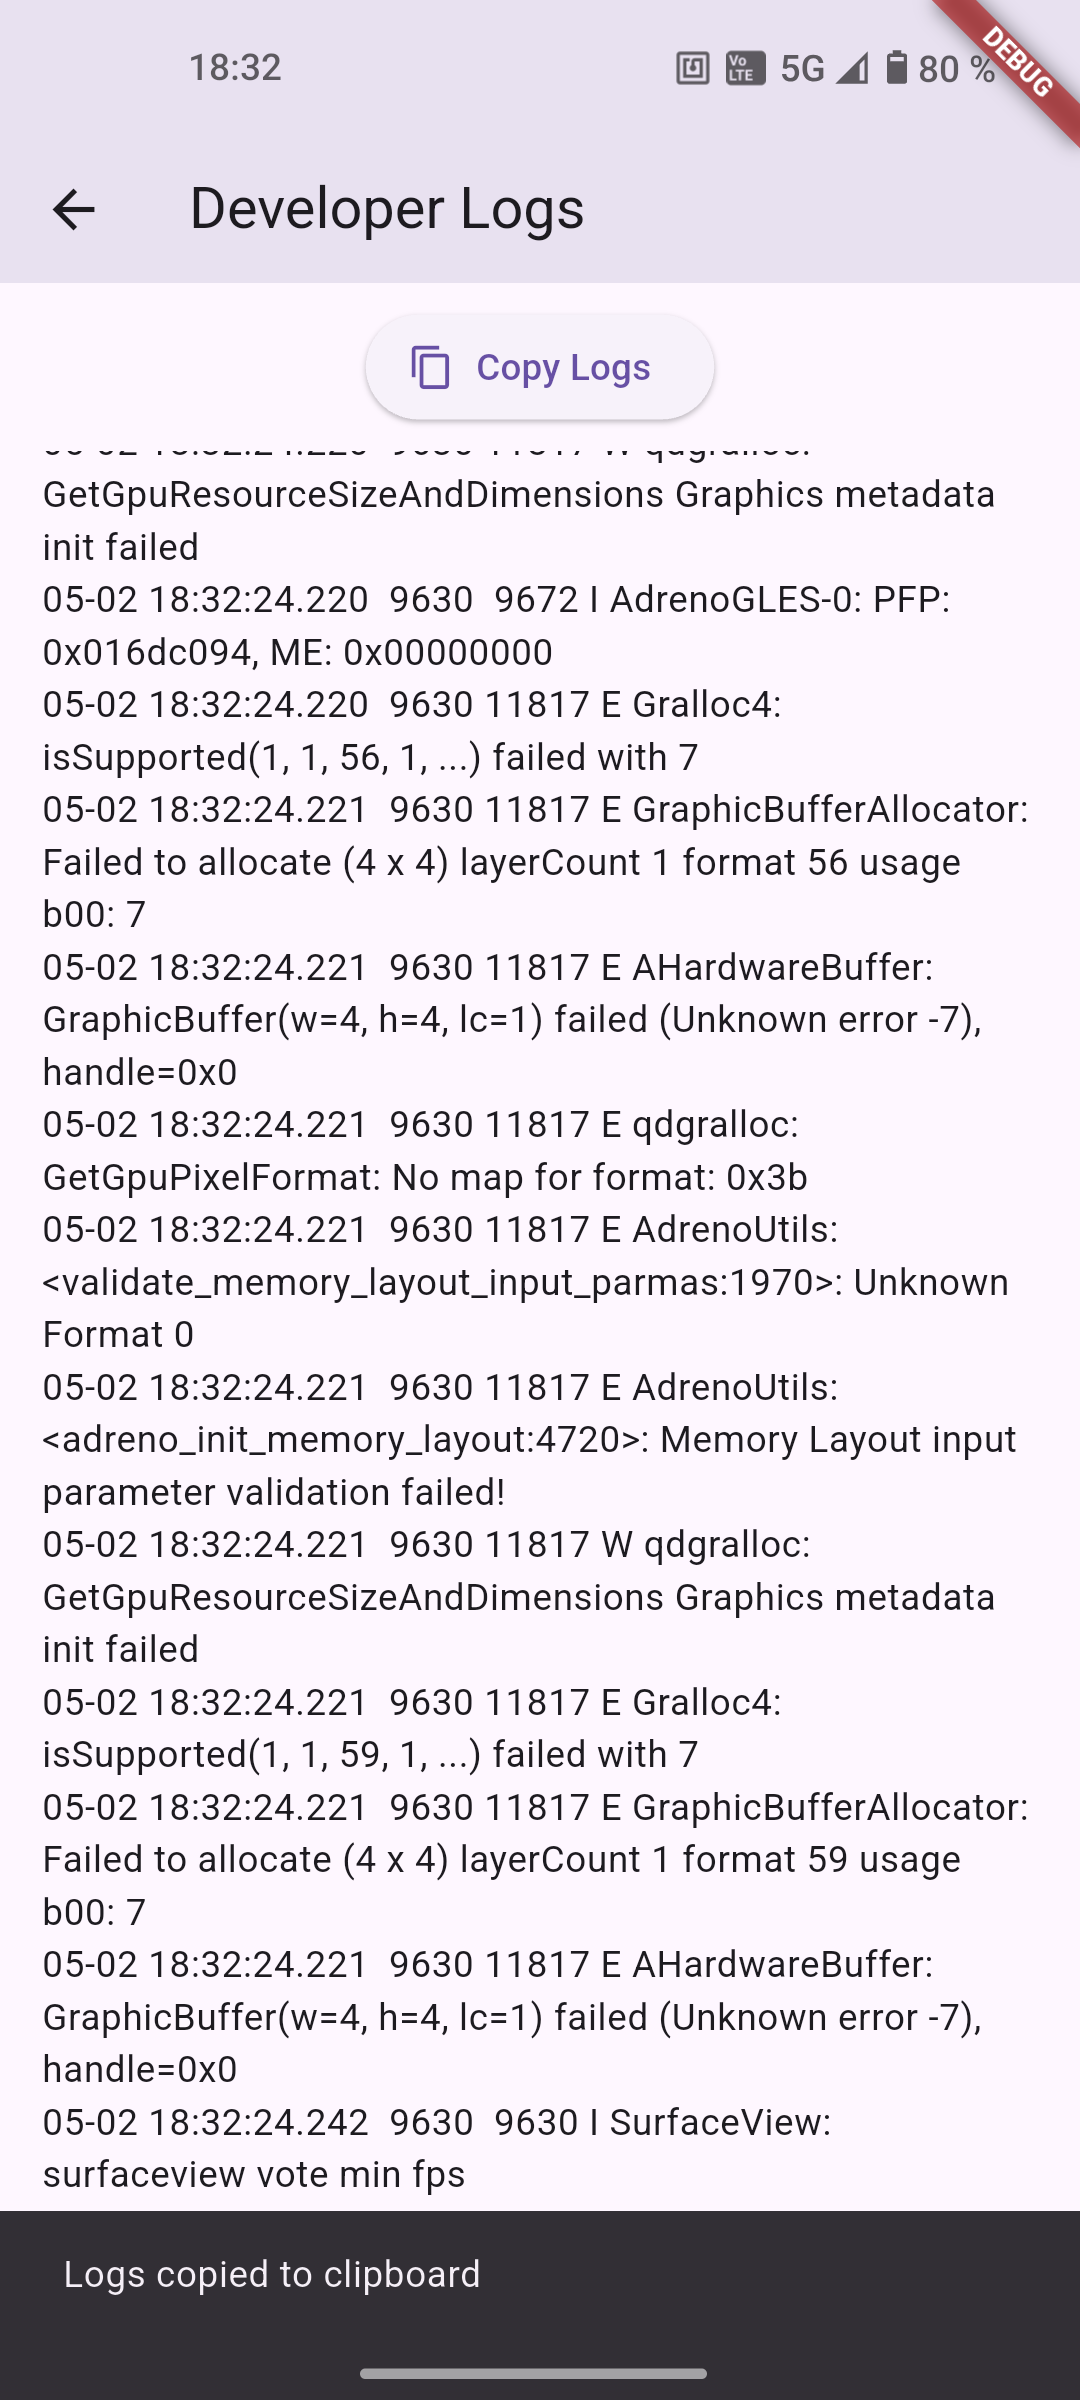 18:32
Vo
LTE
5G
80 %
DEBUG
Developer Logs
Copy Logs
GetGpuResourceSizeAndDimensions Graphics metadata
init failed
05-02 18:32:24.220  9630  9672 I AdrenoGLES-0: PFP:
0x016dc094, ME: 0x00000000
05-02 18:32:24.220  9630 11817 E Gralloc4:
isSupported(1, 1, 56, 1, ...) failed with 7
05-02 18:32:24.221  9630 11817 E GraphicBufferAllocator:
Failed to allocate (4 x 4) layerCount 1 format 56 usage
b00: 7
05-02 18:32:24.221  9630 11817 E AHardwareBuffer:
GraphicBuffer(w=4, h=4, lc=1) failed (Unknown error -7),
handle=0x0
05-02 18:32:24.221  9630 11817 E qdgralloc:
GetGpuPixelFormat: No map for format: 0x3b
05-02 18:32:24.221  9630 11817 E AdrenoUtils:
<validate_memory_layout_input_parmas:1970>: Unknown
Format 0
05-02 18:32:24.221  9630 11817 E AdrenoUtils:
<adreno_init_memory_layout:4720>: Memory Layout input
parameter validation failed!
05-02 18:32:24.221  9630 11817 W qdgralloc:
GetGpuResourceSizeAndDimensions Graphics metadata
init failed
05-02 18:32:24.221  9630 11817 E Gralloc4:
isSupported(1, 1, 59, 1, ...) failed with 7
05-02 18:32:24.221  9630 11817 E GraphicBufferAllocator:
Failed to allocate (4 x 4) layerCount 1 format 59 usage
b00: 7
05-02 18:32:24.221  9630 11817 E AHardwareBuffer:
GraphicBuffer(w=4, h=4, lc=1) failed (Unknown error -7),
handle=0x0
05-02 18:32:24.242  9630  9630 I SurfaceView:
surfaceview vote min fps
Logs copied to clipboard